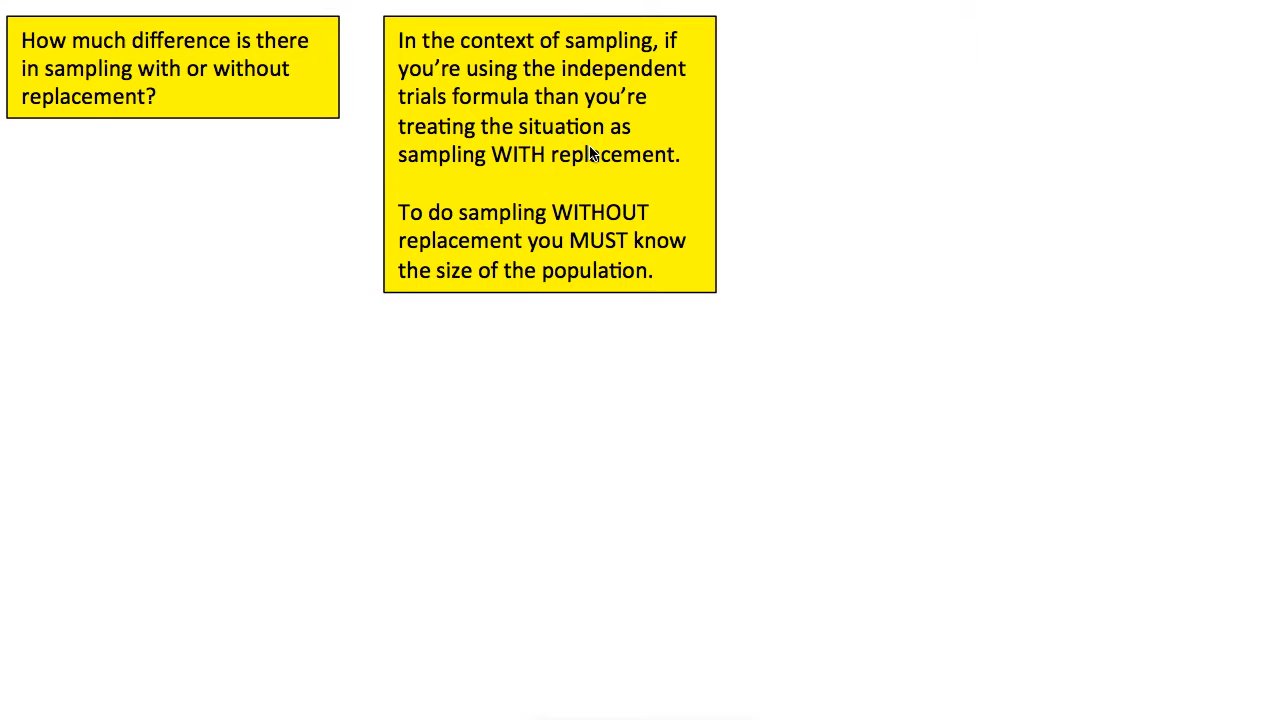 How much difference is there
in sampling with or without
replacement?
In the context of sampling, if
you’re using the independent
trials formula than you’re
treating the situation as
sampling WITH replacement.
To do sampling WITHOUT
replacement you MUST know
the size of the population.